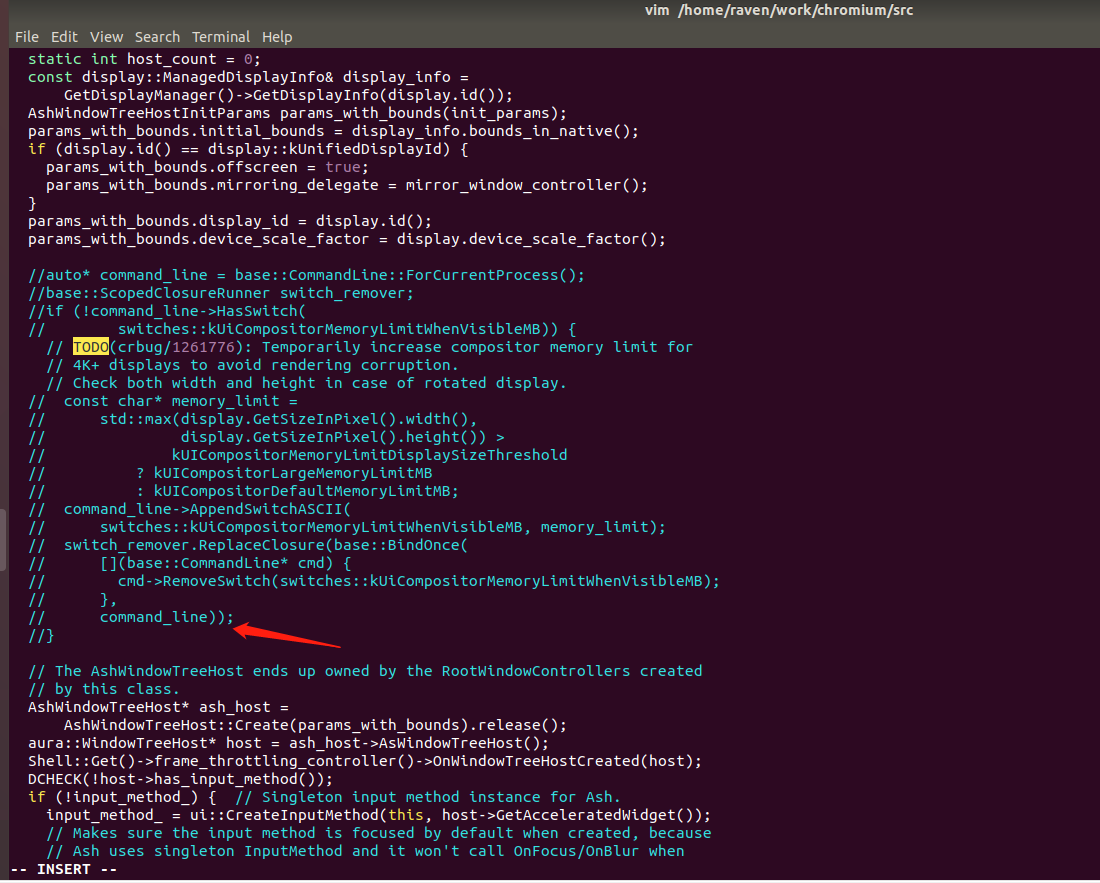 vim /home/raven/work/chromium/src
File Edit View Search Terminal Help
static int host_count = 0;
const display::ManagedDisplayInfo& display_info =
GetDisplayManager()->GetDisplayInfo(display.id());
AshWindowTreeHostInitParams params_with_bounds(init_params);
params_with_bounds.initial_bounds = display_info.bounds_in_native();
if (display.id() == display::kUnifiedDisplayId) {
params_with_bounds.offscreen = true;
params_with_bounds.mirroring_delegate = mirror_window_controller();
}
params_with_bounds.display_id = display.id();
params_with_bounds.device_scale_factor = display.device_scale_factor();
//auto* command_line = base::CommandLine::ForCurrentProcess();
//base::ScopedClosureRunner switch_remover;
//if (!command_line->HasSwitch(
//        switches::kUiCompositorMemoryLimitWhenVisibleMB)) {
// TODO(crbug/1261776): Temporarily increase compositor memory limit for
// 4K+ displays to avoid rendering corruption.
// Check both width and height in case of rotated display.
//  const char* memory_limit =
//      std::max(display.GetSizeInPixel().width(),
//               display.GetSizeInPixel().height()) >
//              kUICompositorMemoryLimitDisplaySizeThreshold
//          ? kUICompositorLargeMemoryLimitMB
//          : kUICompositorDefaultMemoryLimitMB;
//  command_line->AppendSwitchASCII(
//      switches::kUiCompositorMemoryLimitWhenVisibleMB, memory_limit);
//  switch_remover.ReplaceClosure(base::BindOnce(
//      [](base::CommandLine* cmd) {
//        cmd->RemoveSwitch(switches::kUiCompositorMemoryLimitWhenVisibleMB);
//      },
//      command_line));
//}
// The AshWindowTreeHost ends up owned by the RootWindowControllers created
// by this class.
AshWindowTreeHost* ash_host =
AshWindowTreeHost::Create(params_with_bounds).release();
aura::WindowTreeHost* host = ash_host->AsWindowTreeHost();
Shell::Get()->frame_throttling_controller()->OnWindowTreeHostCreated(host);
DCHECK(!host->has_input_method());
if (!input_method_) {  // Singleton input method instance for Ash.
input_method_ = ui::CreateInputMethod(this, host->GetAcceleratedWidget());
// Makes sure the input method is focused by default when created, because
// Ash uses singleton InputMethod and it won't call OnFocus/OnBlur when
-- INSERT --